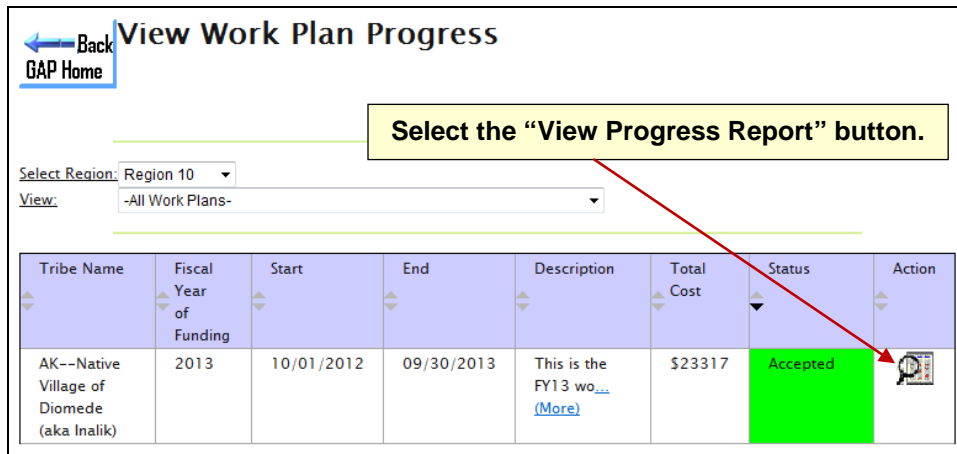 Back
GAP Home
View Work Plan Progress
Select the “View Progress Report” button.
Select Region: Region 10
View: -All Work Plans-
Tribe Name Fiscal Year of Funding Start End Description Total Cost Status Action
AK--Native Village of Diomede (aka Inalik) 2013 10/01/2012 09/30/2013 This is the FY13 wo... (More) $23317 Accepted